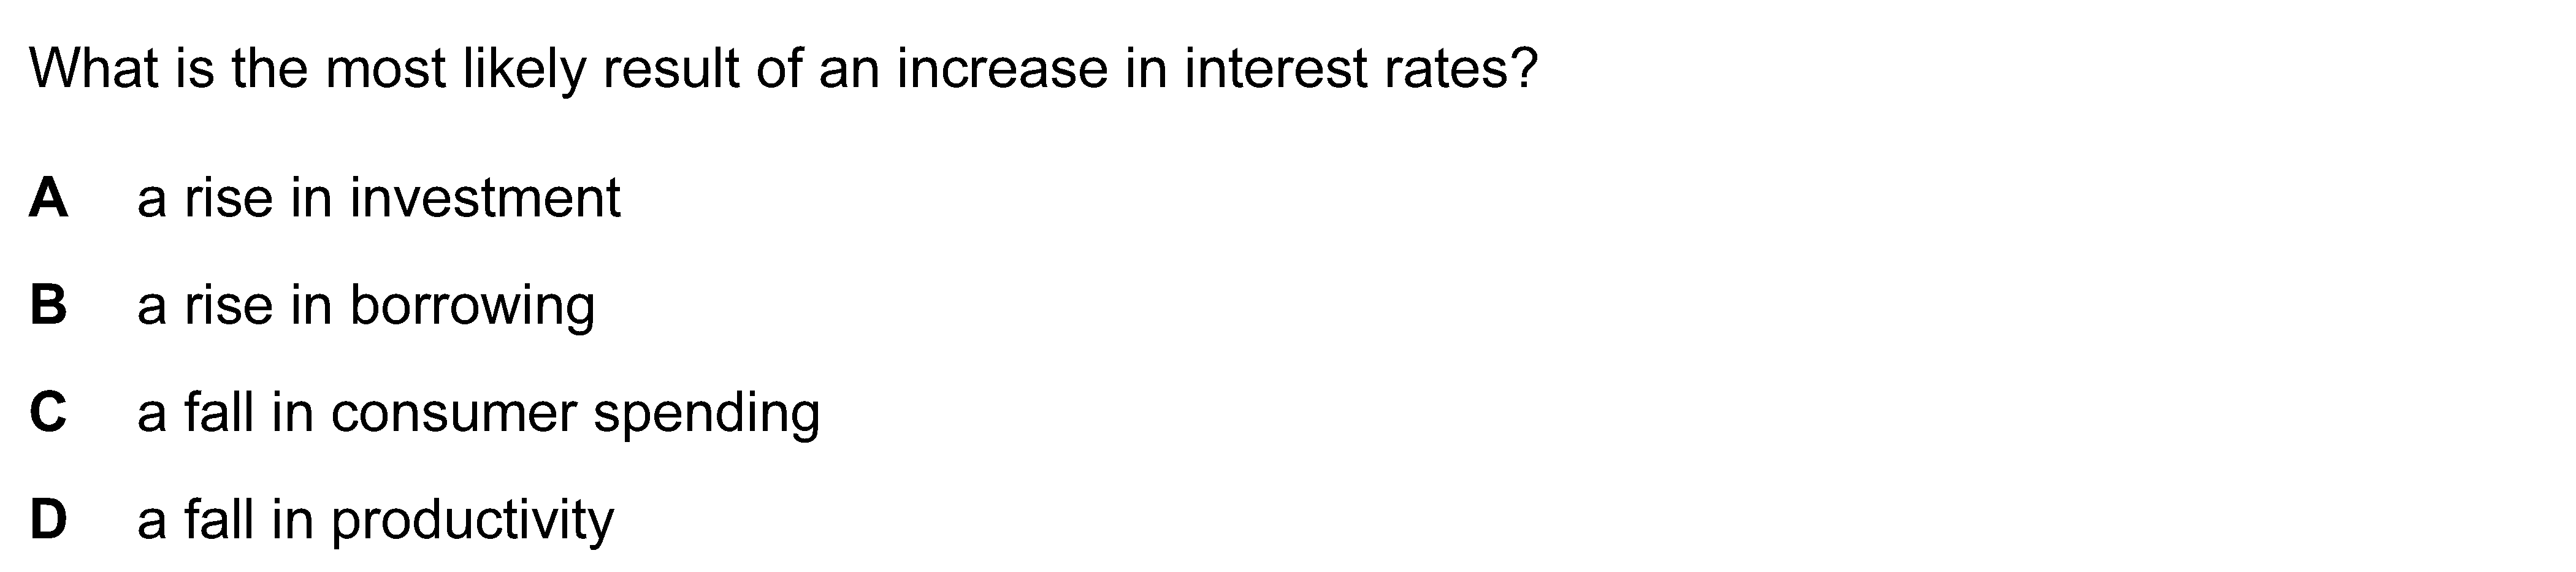 What is the most likely result of an increase in interest rates?
A a rise in investment
B a rise in borrowing
C a fall in consumer spending
D a fall in productivity